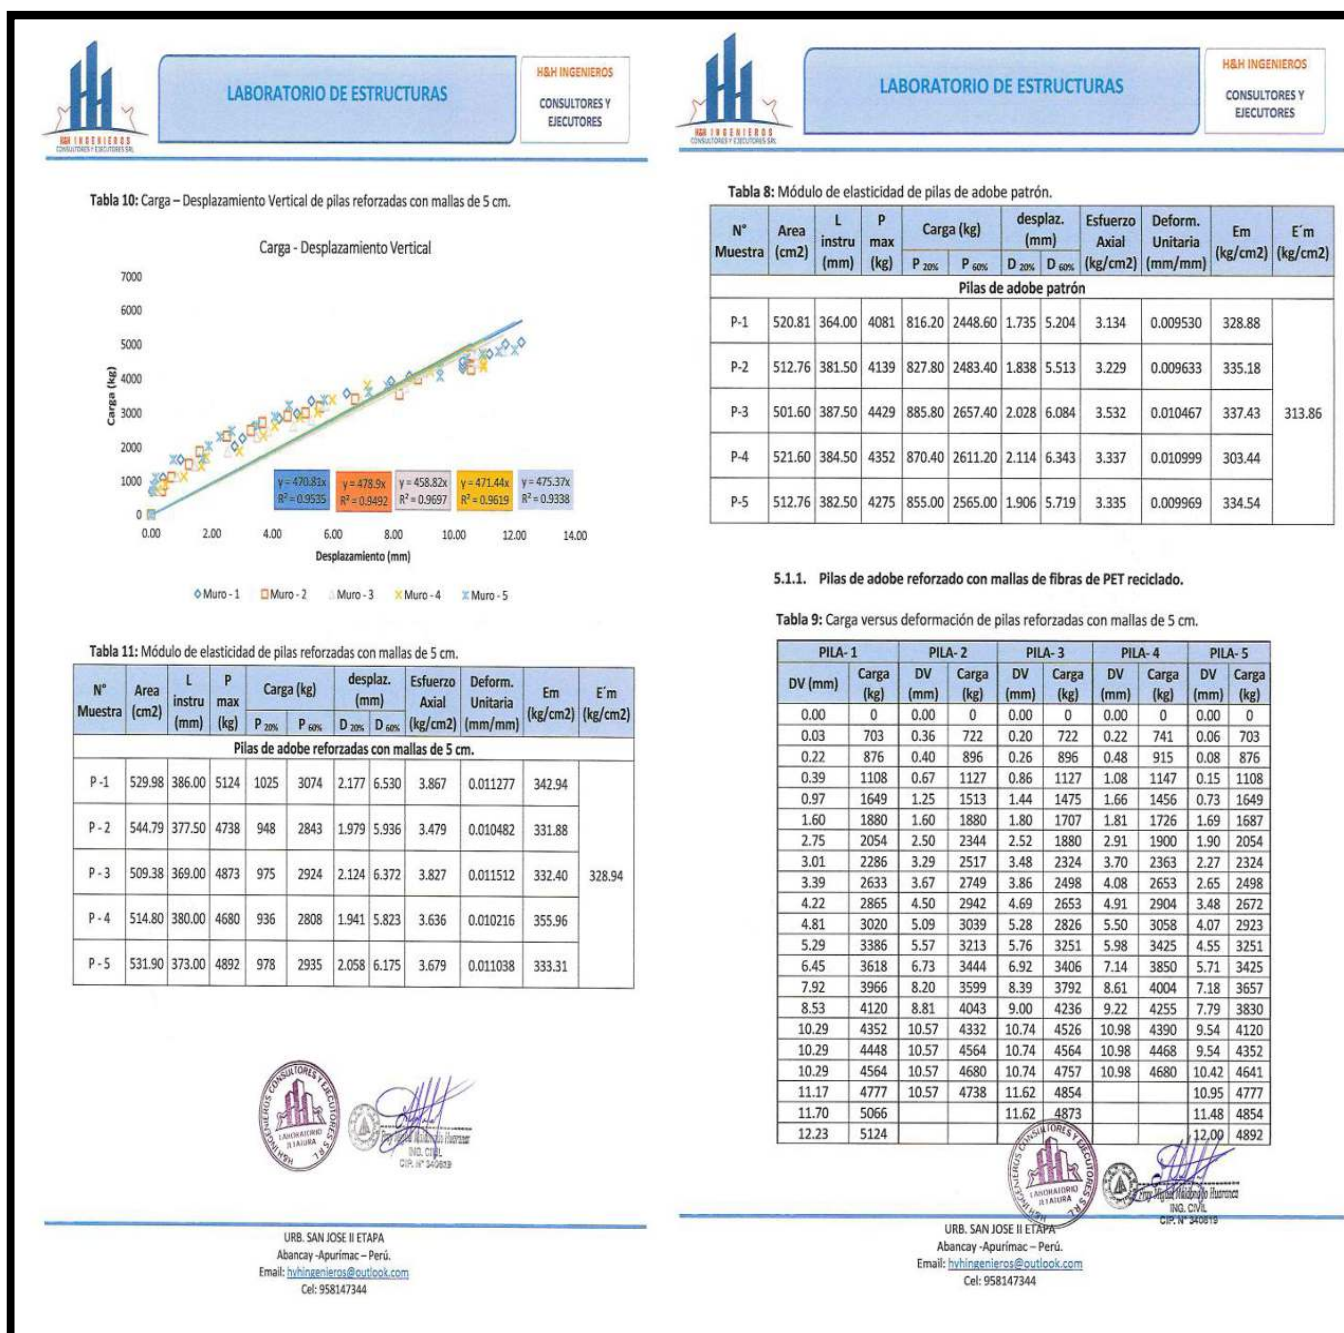 H&H INGENIEROS
CONSULTORES Y EJECUTORES SRL
LABORATORIO DE ESTRUCTURAS
H&H INGENIEROS
CONSULTORES Y
EJECUTORES
Tabla 10: Carga – Desplazamiento Vertical de pilas reforzadas con mallas de 5 cm.
Carga - Desplazamiento Vertical
7000
6000
5000
4000
3000
2000
1000
0
Carga (kg)
y = 470.81x y = 478.9x y = 458.82x y = 471.44x y = 475.37x
R² = 0.9535 R² = 0.9492 R² = 0.9697 R² = 0.9619 R² = 0.9338
0.00 2.00 4.00 6.00 8.00 10.00 12.00 14.00
Desplazamiento (mm)
Muro - 1 Muro - 2 Muro - 3 Muro - 4 Muro - 5
Tabla 11: Módulo de elasticidad de pilas reforzadas con mallas de 5 cm.
N° Muestra Area (cm2) L instru (mm) P max (kg) Carga (kg) desplaz. (mm) Esfuerzo Axial (kg/cm2) Deform. Unitaria (mm/mm) Em (kg/cm2) E´m (kg/cm2)
P 20% P 60% D 20% D 60%
Pilas de adobe reforzadas con mallas de 5 cm.
P -1 529.98 386.00 5124 1025 3074 2.177 6.530 3.867 0.011277 342.94
P - 2 544.79 377.50 4738 948 2843 1.979 5.936 3.479 0.010482 331.88
P - 3 509.38 369.00 4873 975 2924 2.124 6.372 3.827 0.011512 332.40 328.94
P - 4 514.80 380.00 4680 936 2808 1.941 5.823 3.636 0.010216 355.96
P - 5 531.90 373.00 4892 978 2935 2.058 6.175 3.679 0.011038 333.31
H&H INGENIEROS CONSULTORES Y EJECUTORES S.R.L
LABORATORIO
ING. CIVIL
CIP. N° 340619
URB. SAN JOSE II ETAPA
Abancay -Apurímac – Perú.
Email: hvhingenieros@outlook.com
Cel: 958147344
H&H INGENIEROS
CONSULTORES Y EJECUTORES SRL
LABORATORIO DE ESTRUCTURAS
H&H INGENIEROS
CONSULTORES Y
EJECUTORES
Tabla 8: Módulo de elasticidad de pilas de adobe patrón.
N° Muestra Area (cm2) L instru (mm) P max (kg) Carga (kg) desplaz. (mm) Esfuerzo Axial (kg/cm2) Deform. Unitaria (mm/mm) Em (kg/cm2) E´m (kg/cm2)
P 20% P 60% D 20% D 60%
Pilas de adobe patrón
P-1 520.81 364.00 4081 816.20 2448.60 1.735 5.204 3.134 0.009530 328.88
P-2 512.76 381.50 4139 827.80 2483.40 1.838 5.513 3.229 0.009633 335.18
P-3 501.60 387.50 4429 885.80 2657.40 2.028 6.084 3.532 0.010467 337.43 313.86
P-4 521.60 384.50 4352 870.40 2611.20 2.114 6.343 3.337 0.010999 303.44
P-5 512.76 382.50 4275 855.00 2565.00 1.906 5.719 3.335 0.009969 334.54
5.1.1. Pilas de adobe reforzado con mallas de fibras de PET reciclado.
Tabla 9: Carga versus deformación de pilas reforzadas con mallas de 5 cm.
PILA- 1 PILA- 2 PILA- 3 PILA- 4 PILA- 5
DV (mm) Carga (kg) DV (mm) Carga (kg) DV (mm) Carga (kg) DV (mm) Carga (kg) DV (mm) Carga (kg)
0.00 0 0.00 0 0.00 0 0.00 0 0.00 0
0.03 703 0.36 722 0.20 722 0.22 741 0.06 703
0.22 876 0.40 896 0.26 896 0.48 915 0.08 876
0.39 1108 0.67 1127 0.86 1127 1.08 1147 0.15 1108
0.97 1649 1.25 1513 1.44 1475 1.66 1456 0.73 1649
1.60 1880 1.60 1880 1.80 1707 1.81 1726 1.69 1687
2.75 2054 2.50 2344 2.52 1880 2.91 1900 1.90 2054
3.01 2286 3.29 2517 3.48 2324 3.70 2363 2.27 2324
3.39 2633 3.67 2749 3.86 2498 4.08 2653 2.65 2498
4.22 2865 4.50 2942 4.69 2653 4.91 2904 3.48 2672
4.81 3020 5.09 3039 5.28 2826 5.50 3058 4.07 2923
5.29 3386 5.57 3213 5.76 3251 5.98 3425 4.55 3251
6.45 3618 6.73 3444 6.92 3406 7.14 3850 5.71 3425
7.92 3966 8.20 3599 8.39 3792 8.61 4004 7.18 3657
8.53 4120 8.81 4043 9.00 4236 9.22 4255 7.79 3830
10.29 4352 10.57 4332 10.74 4526 10.98 4390 9.54 4120
10.29 4448 10.57 4564 10.74 4564 10.98 4468 9.54 4352
10.29 4564 10.57 4680 10.74 4757 10.98 4680 10.42 4641
11.17 4777 10.57 4738 11.62 4854 10.95 4777
11.70 5066 11.62 4873 11.48 4854
12.23 5124 12.00 4892
H&H INGENIEROS CONSULTORES Y EJECUTORES S.R.L
LABORATORIO
ING. CIVIL
CIP. N° 340619
URB. SAN JOSE II ETAPA
Abancay -Apurímac – Perú.
Email: hvhingenieros@outlook.com
Cel: 958147344